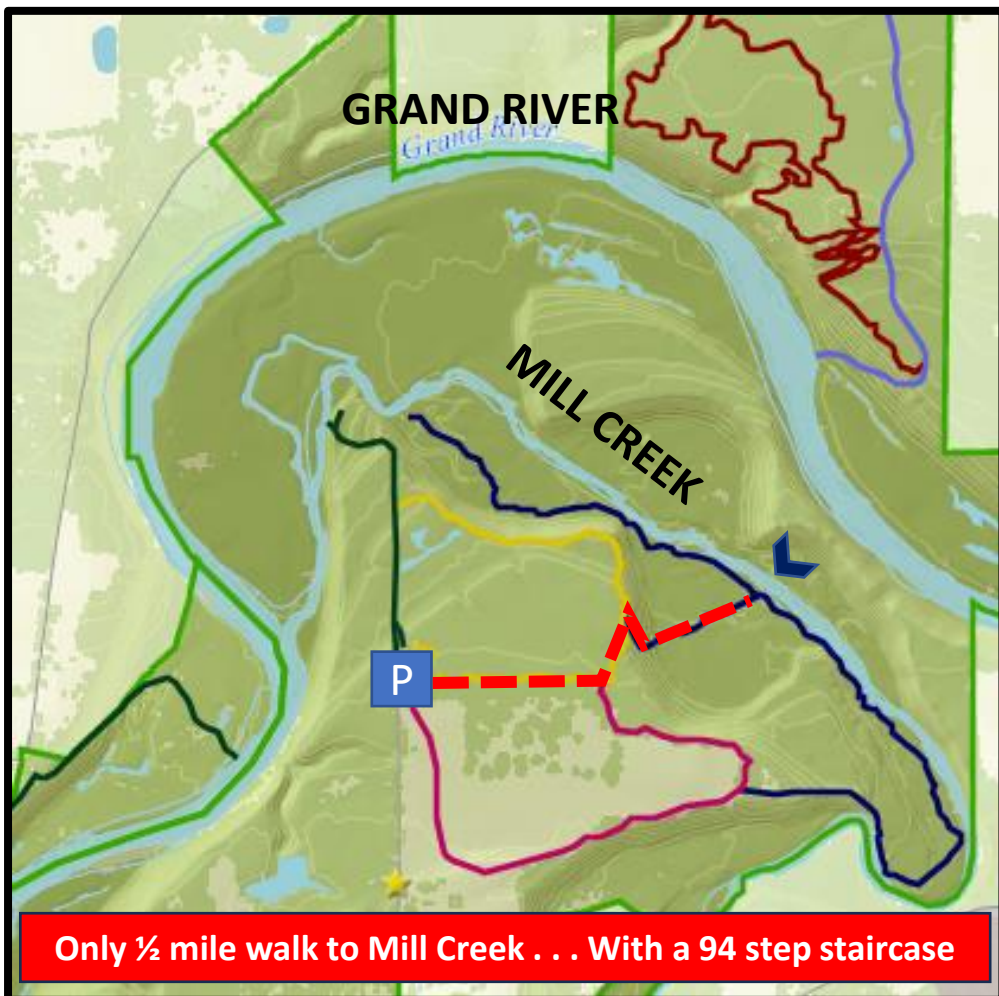 GRAND RIVER
Grand River
MILL CREEK
P
Only ½ mile walk to Mill Creek . . . With a 94 step staircase